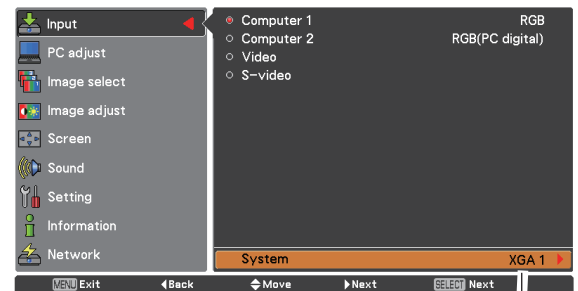 Input
PC adjust
Image select
Image adjust
Screen
Sound
Setting
Information
Network
Computer 1 RGB
Computer 2 RGB(PC digital)
Video
S-video
System XGA 1
MENU Exit Back Move Next SELECT Next